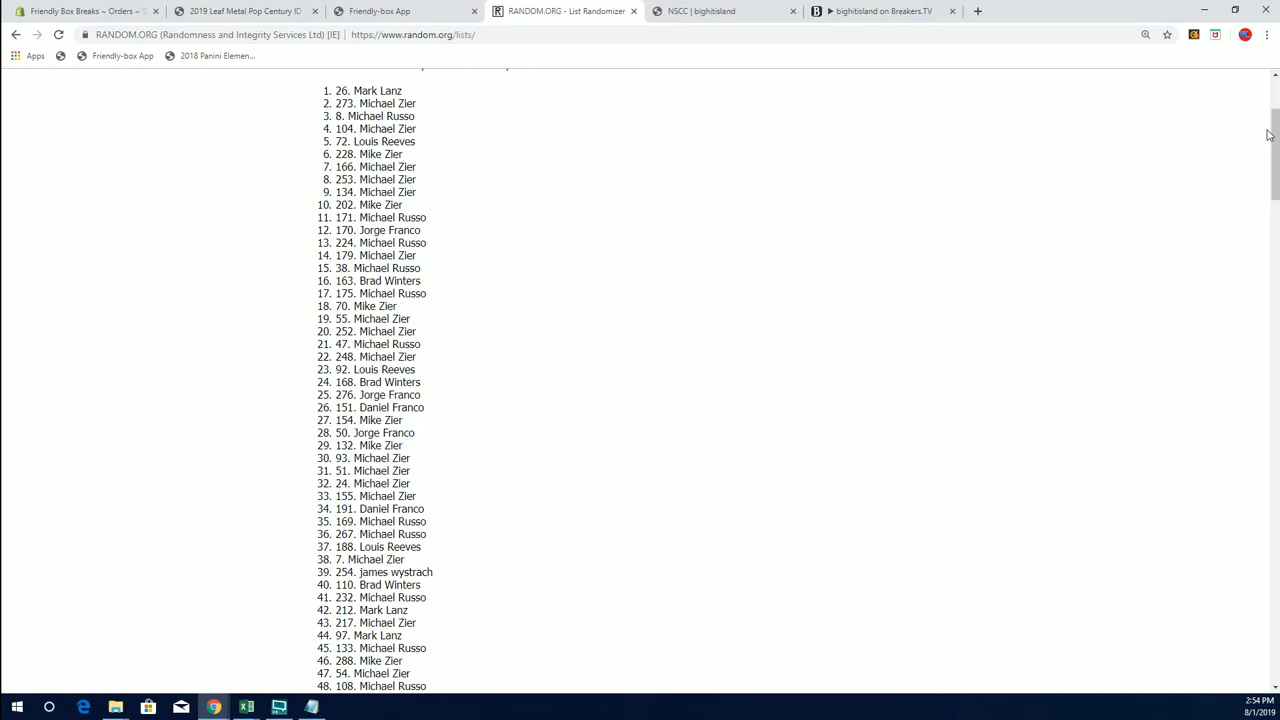 Friendly Box Breaks ~ Orders ~ S
2019 Leaf Metal Pop Century ID
Friendly-box App
RANDOM.ORG - List Randomizer
NSCC | bighitisland
▶ bighitisland on Breakers.TV
RANDOM.ORG (Randomness and Integrity Services Ltd) [IE] | https://www.random.org/lists/
Apps
Friendly-box App
2018 Panini Elemen...
1. 26. Mark Lanz
2. 273. Michael Zier
3. 8. Michael Russo
4. 104. Michael Zier
5. 72. Louis Reeves
6. 228. Mike Zier
7. 166. Michael Zier
8. 253. Michael Zier
9. 134. Michael Zier
10. 202. Mike Zier
11. 171. Michael Russo
12. 170. Jorge Franco
13. 224. Michael Russo
14. 179. Michael Zier
15. 38. Michael Russo
16. 163. Brad Winters
17. 175. Michael Russo
18. 70. Mike Zier
19. 55. Michael Zier
20. 252. Michael Zier
21. 47. Michael Russo
22. 248. Michael Zier
23. 92. Louis Reeves
24. 168. Brad Winters
25. 276. Jorge Franco
26. 151. Daniel Franco
27. 154. Mike Zier
28. 50. Jorge Franco
29. 132. Mike Zier
30. 93. Michael Zier
31. 51. Michael Zier
32. 24. Michael Zier
33. 155. Michael Zier
34. 191. Daniel Franco
35. 169. Michael Russo
36. 267. Michael Russo
37. 188. Louis Reeves
38. 7. Michael Zier
39. 254. james wystrach
40. 110. Brad Winters
41. 232. Michael Russo
42. 212. Mark Lanz
43. 217. Michael Zier
44. 97. Mark Lanz
45. 133. Michael Russo
46. 288. Mike Zier
47. 54. Michael Zier
48. 108. Michael Russo
2:54 PM
8/1/2019